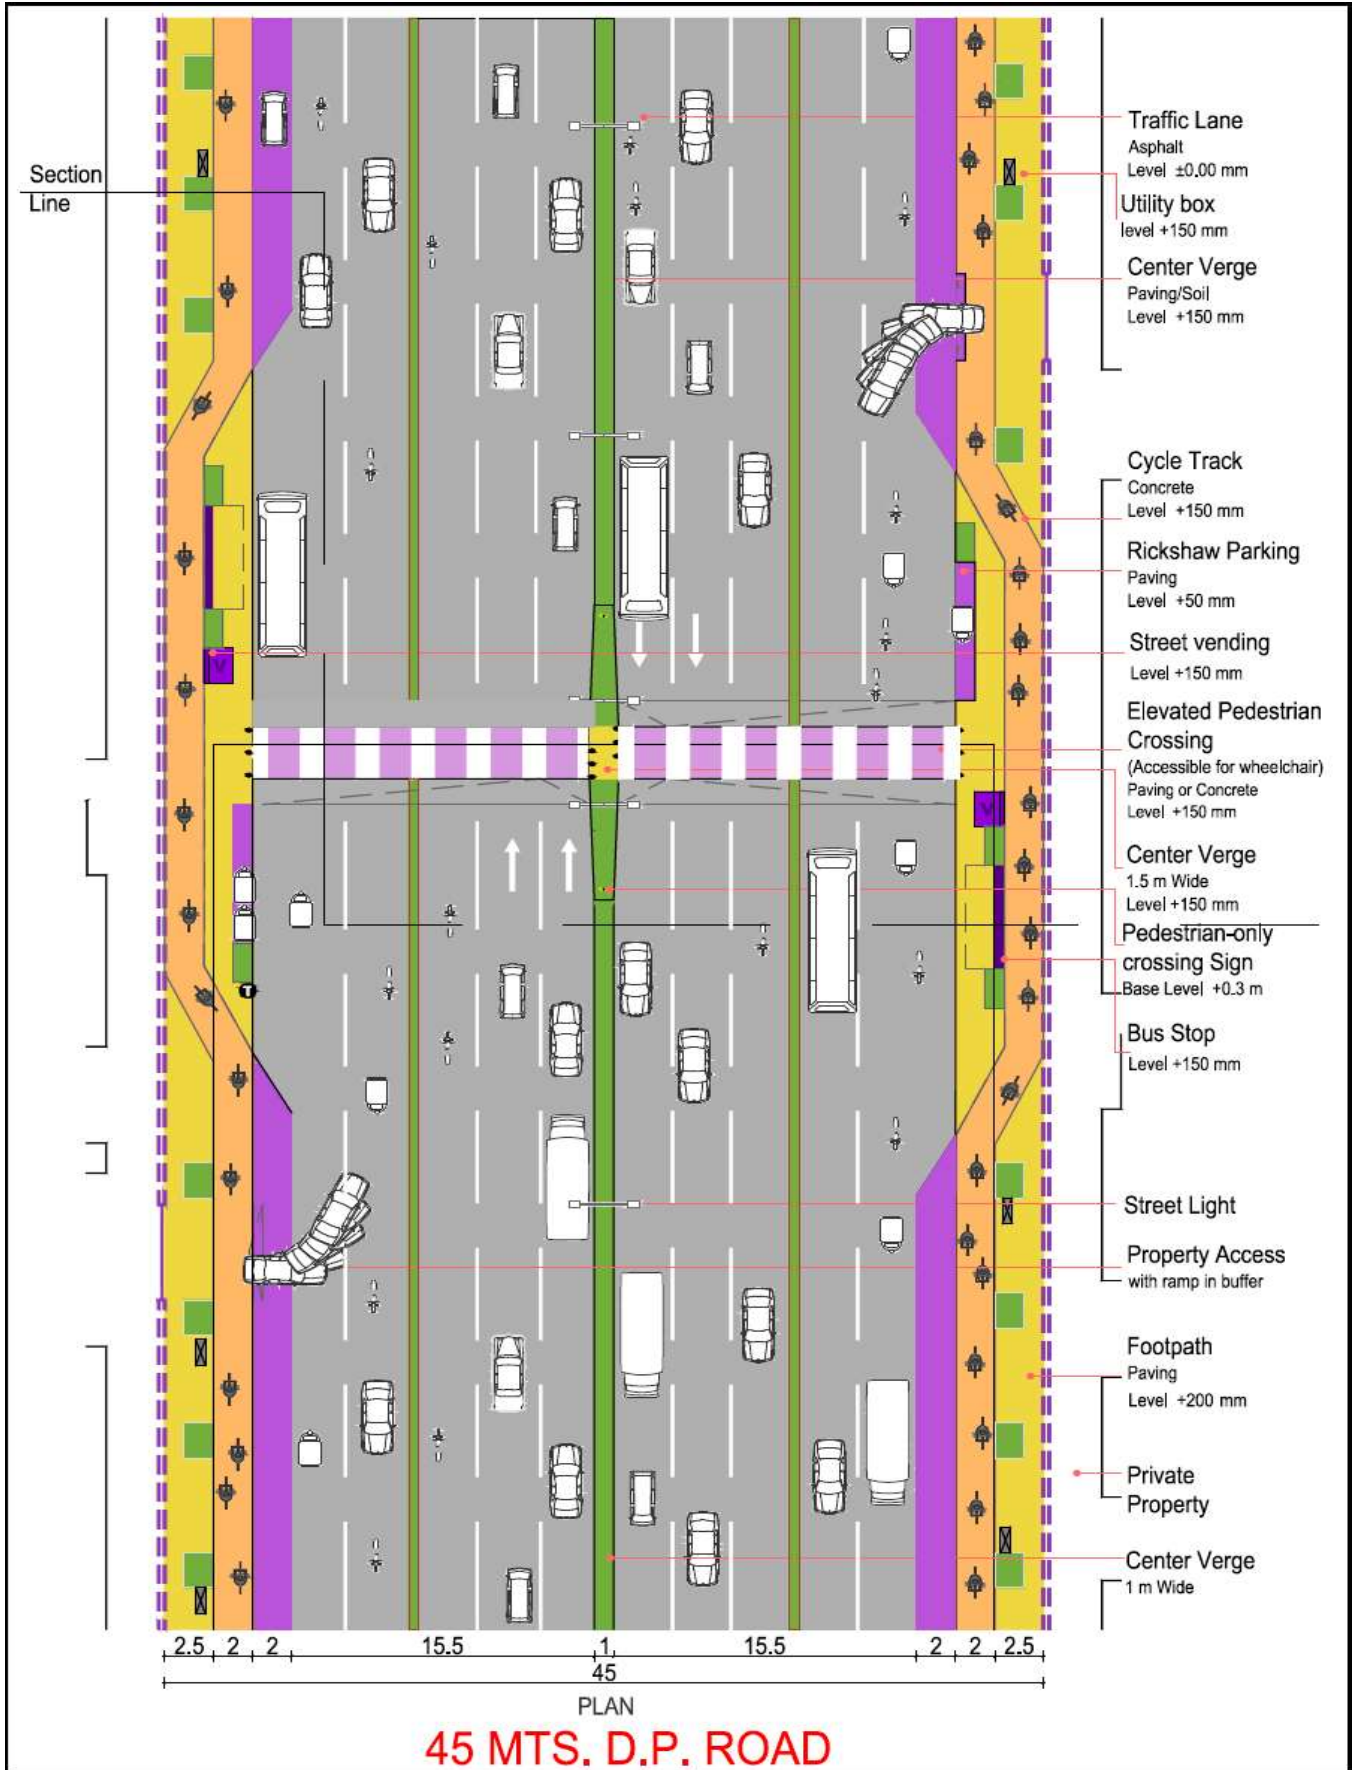 Section
Line
Traffic Lane
Asphalt
Level ±0.00 mm
Utility box
level +150 mm
Center Verge
Paving/Soil
Level +150 mm
Cycle Track
Concrete
Level +150 mm
Rickshaw Parking
Paving
Level +50 mm
Street vending
Level +150 mm
V
Elevated Pedestrian
Crossing
(Accessible for wheelchair)
Paving or Concrete
Level +150 mm
V
Center Verge
1.5 m Wide
Level +150 mm
Pedestrian-only
crossing Sign
Base Level +0.3 m
T
Bus Stop
Level +150 mm
Street Light
Property Access
with ramp in buffer
Footpath
Paving
Level +200 mm
Private
Property
Center Verge
1 m Wide
2.5 2 2 15.5 1 15.5 2 2 2.5
45
PLAN
45 MTS. D.P. ROAD